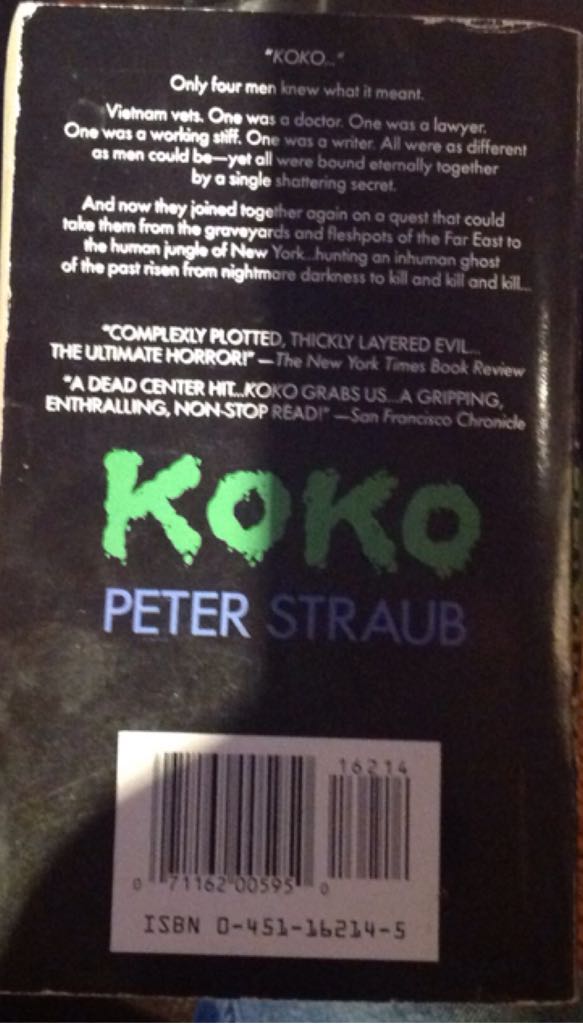 "KOKO..."
Only four men knew what it meant.
Vietnam vets. One was a doctor. One was a lawyer.
One was a working stiff. One was a writer. All were as different
as men could be—yet all were bound eternally together
by a single shattering secret.
And now they joined together again on a quest that could
take them from the graveyards and fleshpots of the Far East to
the human jungle of New York...hunting an inhuman ghost
of the past risen from nightmare darkness to kill and kill and kill...
"COMPLEXLY PLOTTED, THICKLY LAYERED EVIL...
THE ULTIMATE HORROR!" —The New York Times Book Review
"A DEAD CENTER HIT...KOKO GRABS US...A GRIPPING,
ENTHRALLING, NON-STOP READ!" —San Francisco Chronicle
KOKO
PETER STRAUB
16214
0 71162 00595 0
ISBN 0-451-16214-5